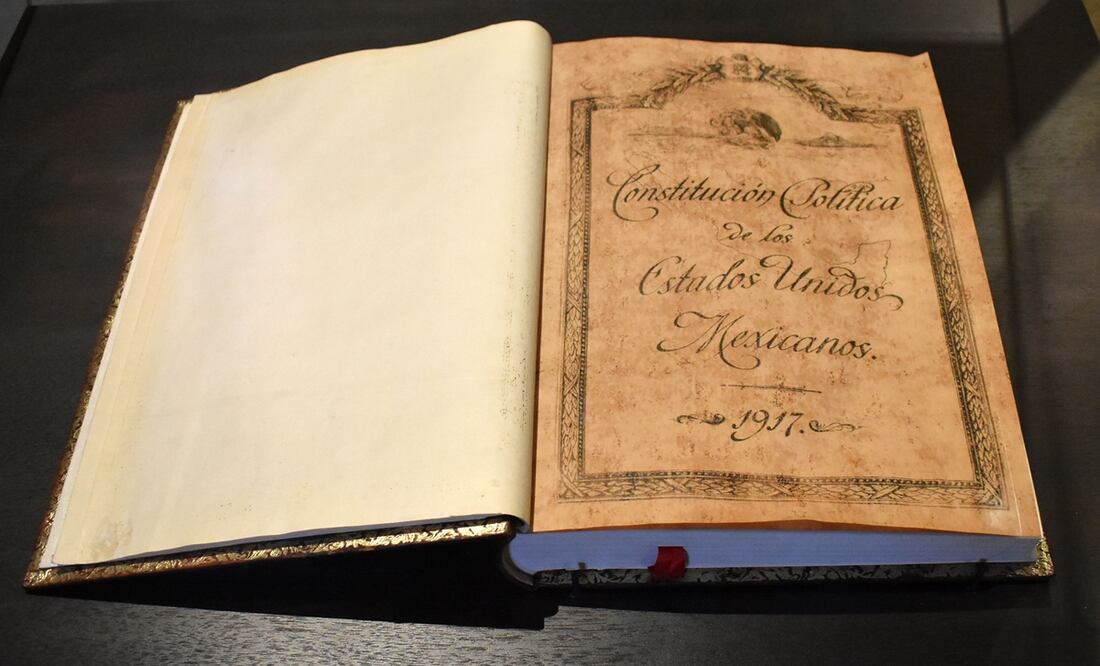 Constitución Política
de los
Estados Unidos
Mexicanos.
1917.